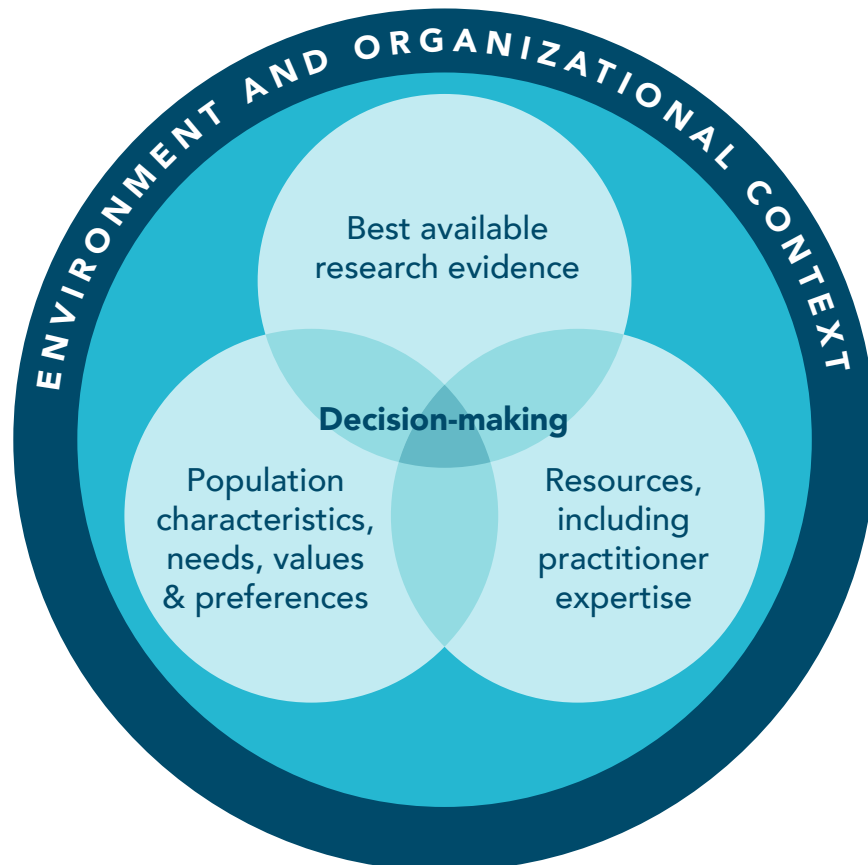 ENVIRONMENT AND ORGANIZATIONAL CONTEXT
Best available
research evidence
Decision-making
Population
characteristics,
needs, values
& preferences
Resources,
including
practitioner
expertise